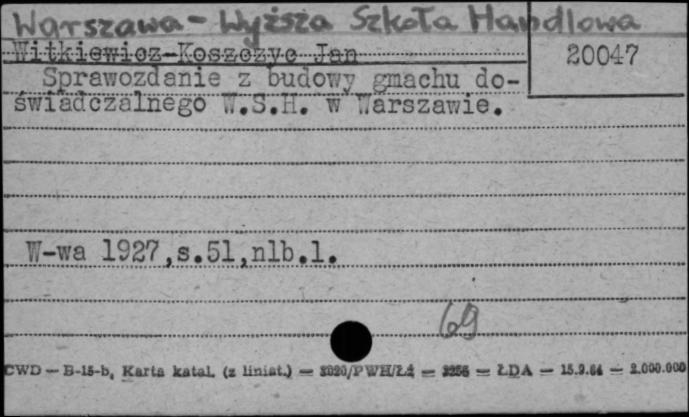 Warszawa - Wyższa Szkoła Handlowa
Witkiewicz-Koszczyc Jan
20047
Sprawozdanie z budowy gmachu do-
świadczalnego W.S.H. w Warszawie.
W-wa 1927,s.51,nlb.1.
69
CWD — B-15-b, Karta katal. (z liniat.) — 3020/PWH/Łd — 3256 — ŁDA — 15.9.64 — 2.000.000